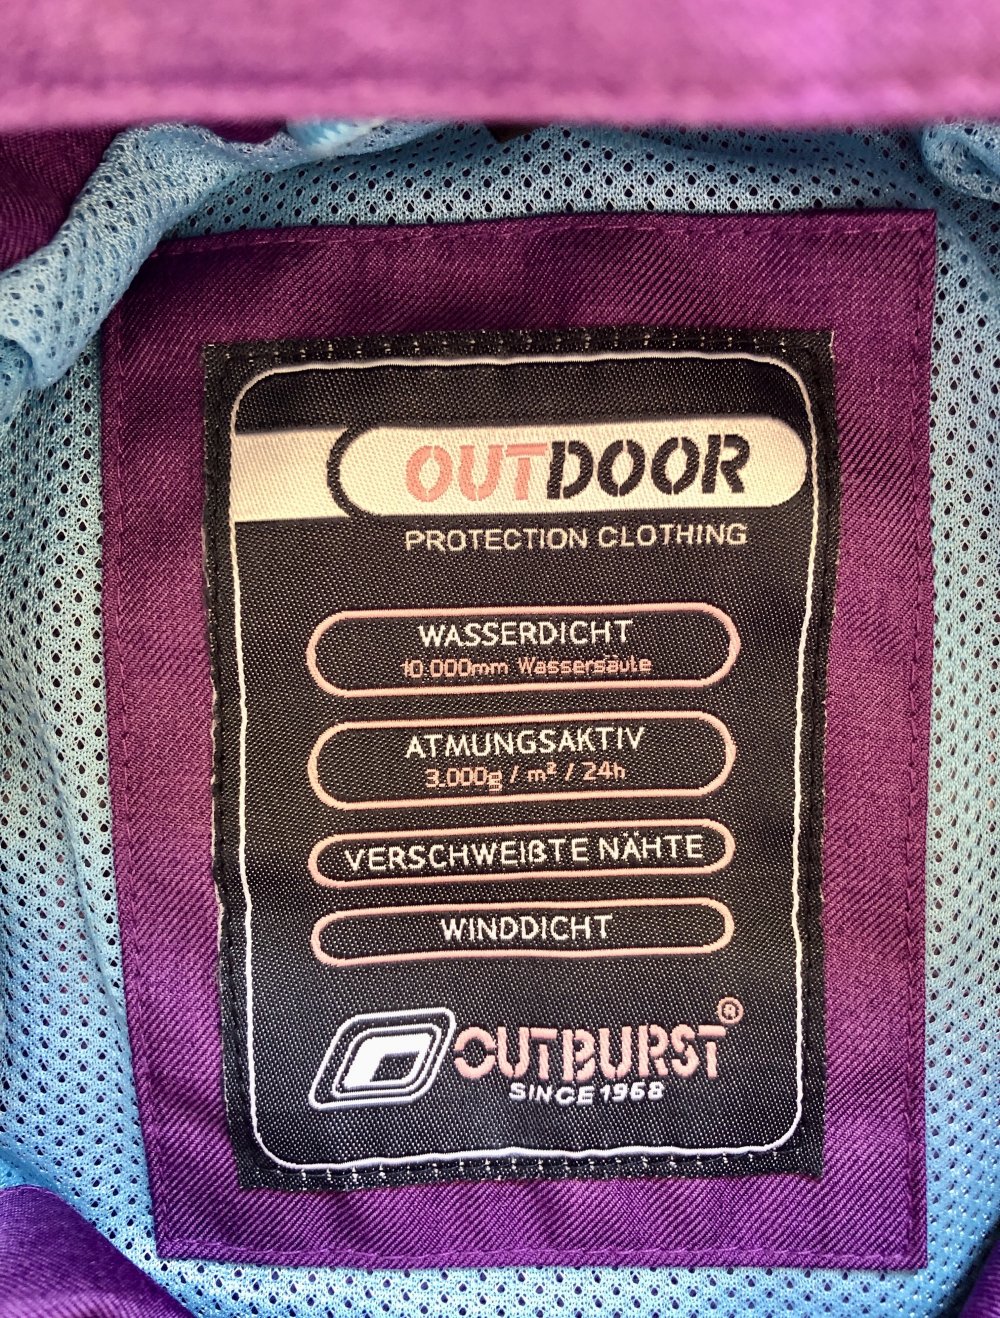 OUTDOOR
PROTECTION CLOTHING
WASSERDICHT
10.000mm Wassersäule
ATMUNGSAKTIV
3.000g / m² / 24h
VERSCHWEIßTE NÄHTE
WINDDICHT
OUTBURST®
SINCE 1968